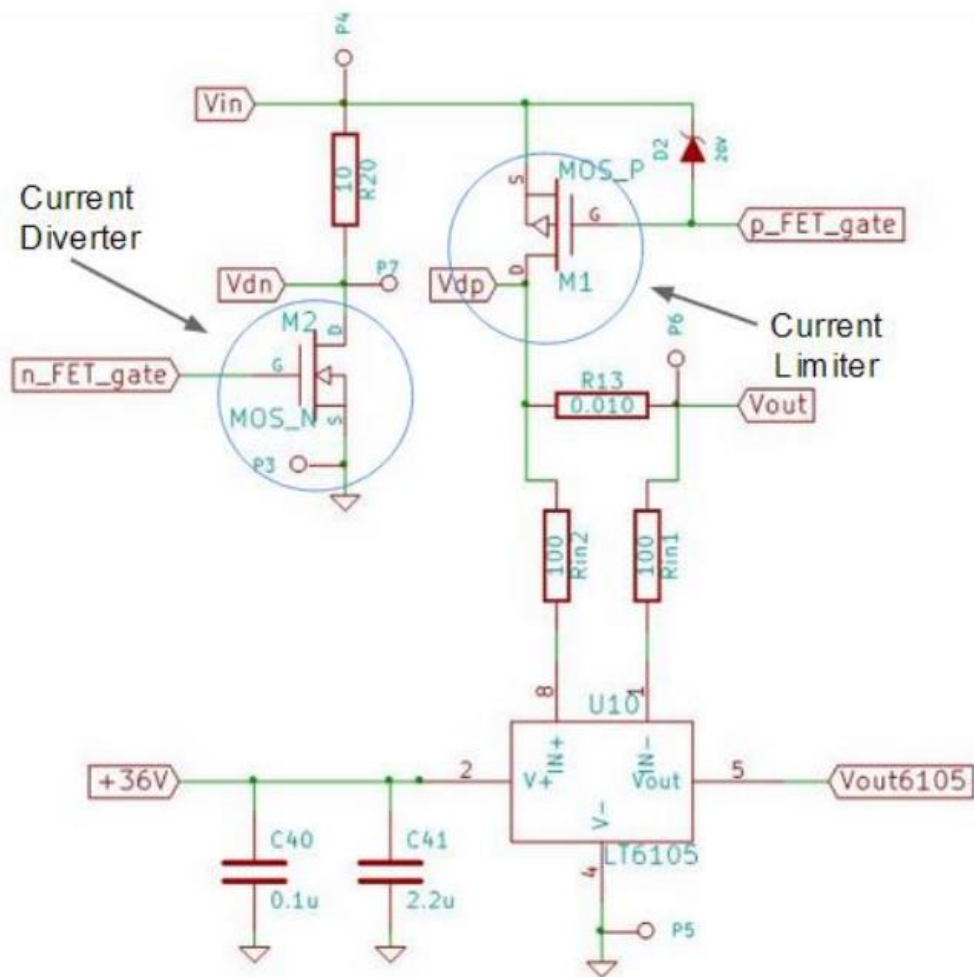 P4
Vin
10
R20
D2
20V
MOS_P
S
G
D
M1
p_FET_gate
Current
Diverter
Vdn
P7
Vdp
M2
D
G
S
n_FET_gate
MOS_N
P3
P6
Current
Limiter
R13
0.010
Vout
100
Rin2
100
Rin1
8
1
U10
+36V
2
V+
IN+
IN-
Vout
5
Vout6105
V-
LT6105
4
C40
0.1u
C41
2.2u
P5